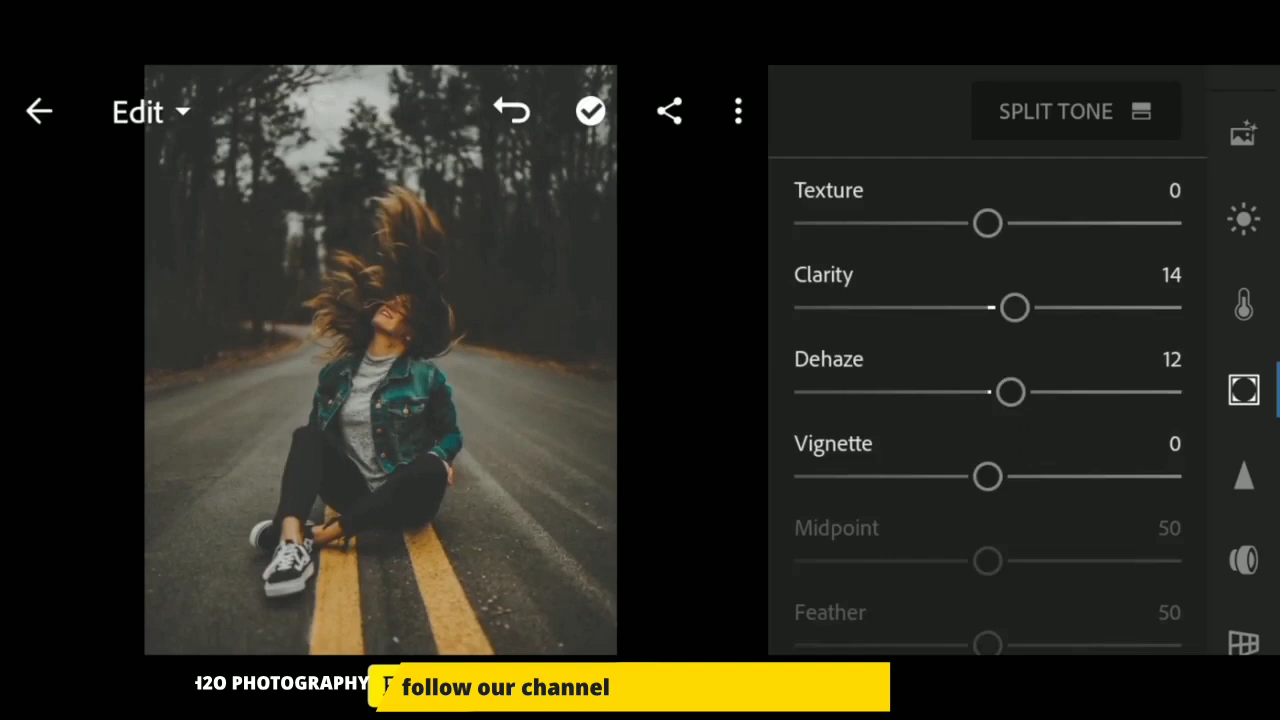 Edit
SPLIT TONE
Texture 0
Clarity 14
Dehaze 12
Vignette 0
Midpoint 50
Feather 50
H2O PHOTOGRAPHY
follow our channel